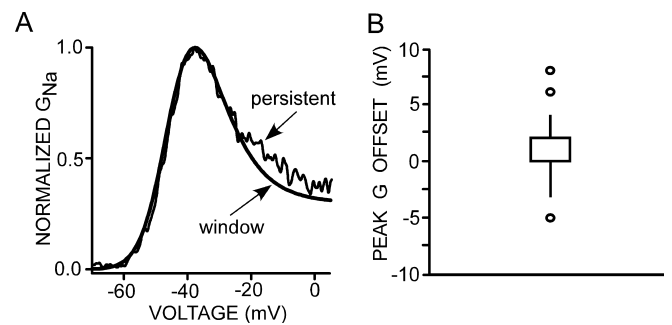 A
NORMALIZED GNa
1.0
0.5
0.0
-60
-40
-20
0
VOLTAGE (mV)
persistent
window
B
PEAK G OFFSET (mV)
10
5
0
-5
-10